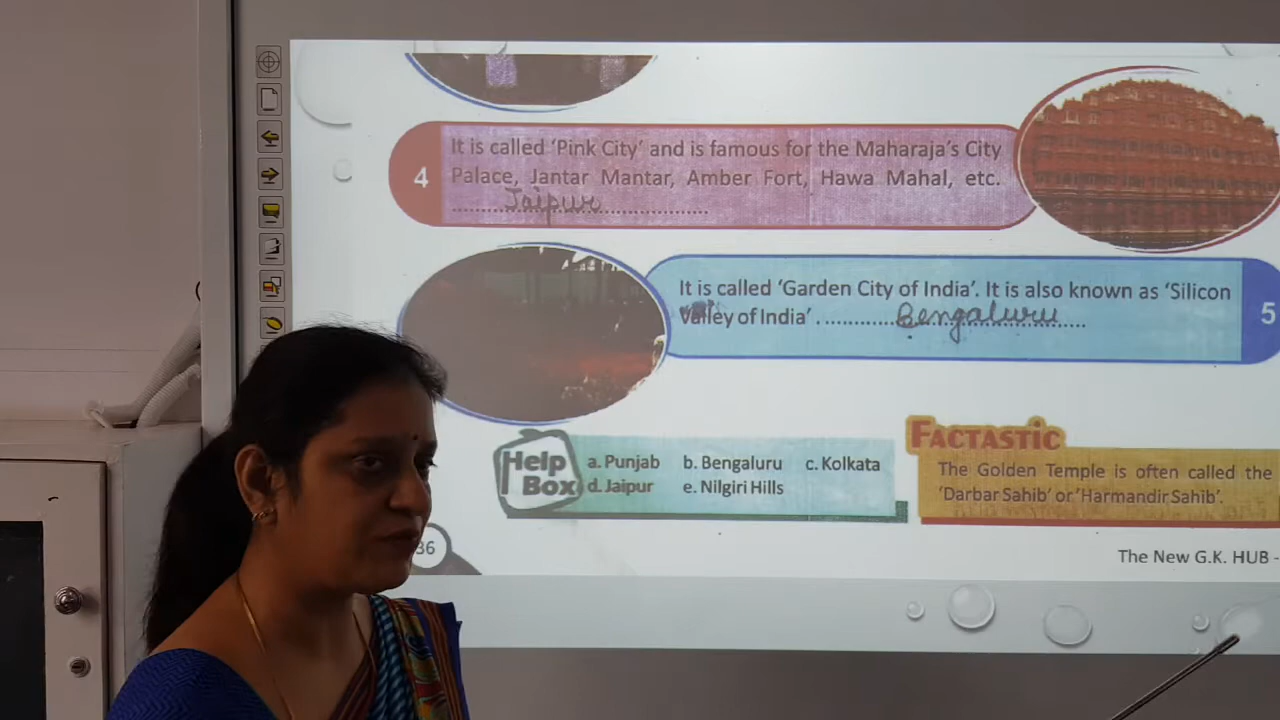 4
It is called ‘Pink City’ and is famous for the Maharaja’s City
Palace, Jantar Mantar, Amber Fort, Hawa Mahal, etc.
Jaipur
It is called ‘Garden City of India’. It is also known as ‘Silicon
Valley of India’. Bengaluru
5
Help
Box
a. Punjab b. Bengaluru c. Kolkata
d. Jaipur e. Nilgiri Hills
FACTASTIC
The Golden Temple is often called the
‘Darbar Sahib’ or ‘Harmandir Sahib’.
36
The New G.K. HUB -